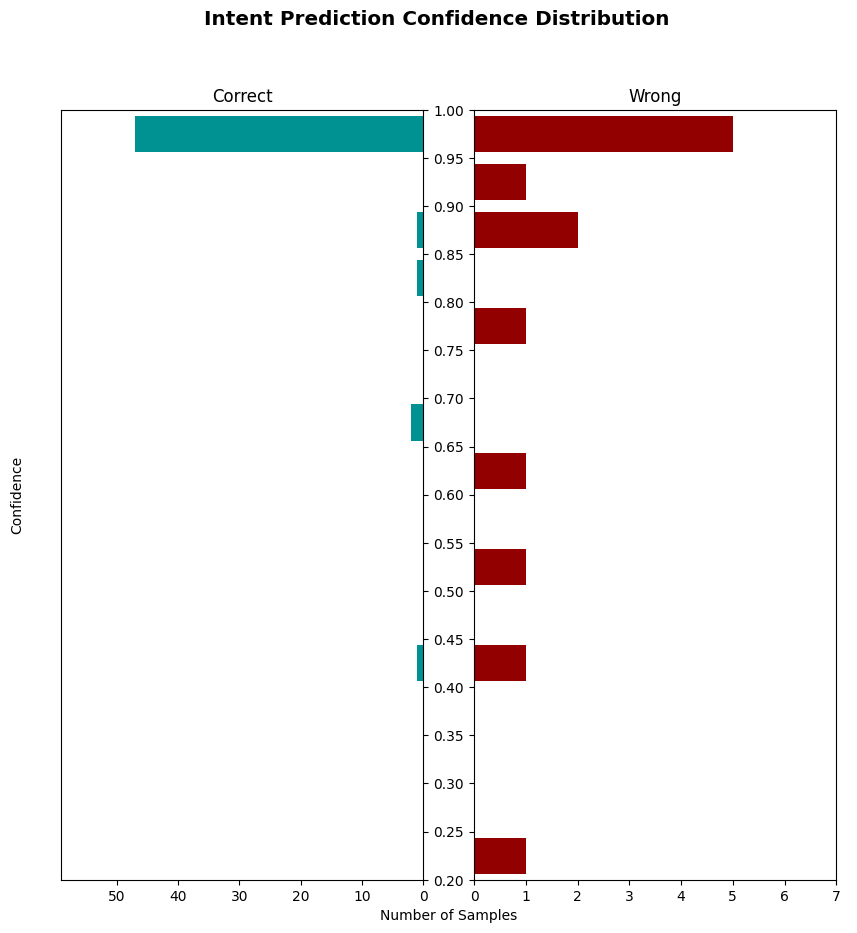 Intent Prediction Confidence Distribution
Correct
Wrong
1.00
0.95
0.90
0.85
0.80
0.75
0.70
0.65
0.60
0.55
0.50
0.45
0.40
0.35
0.30
0.25
0.20
Confidence
50 40 30 20 10 0
0 1 2 3 4 5 6 7
Number of Samples